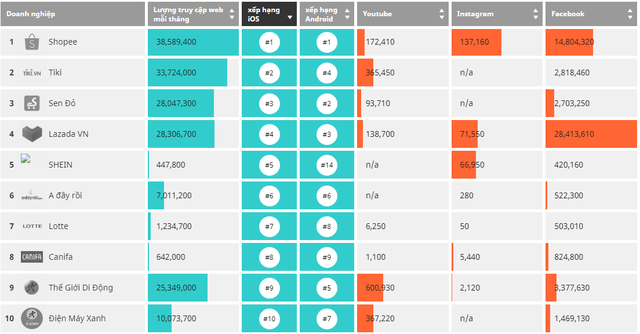 Doanh nghiệp Lượng truy cập web mỗi tháng xếp hạng iOS xếp hạng Android Youtube Instagram Facebook
1 Shopee 38,589,400 #1 #1 172,410 137,160 14,804,320
2 TIKI.VN Tiki 33,724,000 #2 #4 365,450 n/a 2,818,460
3 Sen Đỏ 28,047,300 #3 #2 93,710 n/a 2,703,250
4 Lazada VN 28,306,700 #4 #3 138,700 71,550 28,413,610
5 SHEIN 447,800 #5 #14 n/a 66,950 420,160
6 A đây rồi 7,011,200 #6 #6 n/a 280 522,300
7 LOTTE Lotte 1,234,700 #7 #8 6,250 50 503,010
8 CANIFA Canifa 642,000 #8 #9 1,100 5,440 824,800
9 Thế Giới Di Động 25,349,000 #9 #5 600,930 2,120 3,377,630
10 Điện Máy Xanh 10,073,700 #10 #7 367,220 n/a 1,469,130